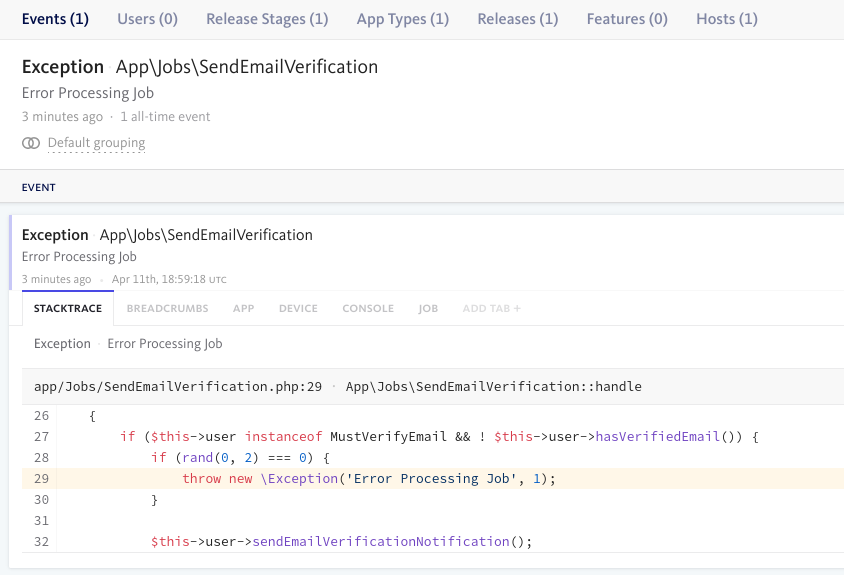 Events (1) Users (0) Release Stages (1) App Types (1) Releases (1) Features (0) Hosts (1)
Exception App\Jobs\SendEmailVerification
Error Processing Job
3 minutes ago · 1 all-time event
Default grouping
EVENT
Exception App\Jobs\SendEmailVerification
Error Processing Job
3 minutes ago · Apr 11th, 18:59:18 UTC
STACKTRACE BREADCRUMBS APP DEVICE CONSOLE JOB ADD TAB +
Exception · Error Processing Job
app/Jobs/SendEmailVerification.php:29 · App\Jobs\SendEmailVerification::handle
26 {
27 if ($this->user instanceof MustVerifyEmail && ! $this->user->hasVerifiedEmail()) {
28 if (rand(0, 2) === 0) {
29 throw new \Exception('Error Processing Job', 1);
30 }
31
32 $this->user->sendEmailVerificationNotification();